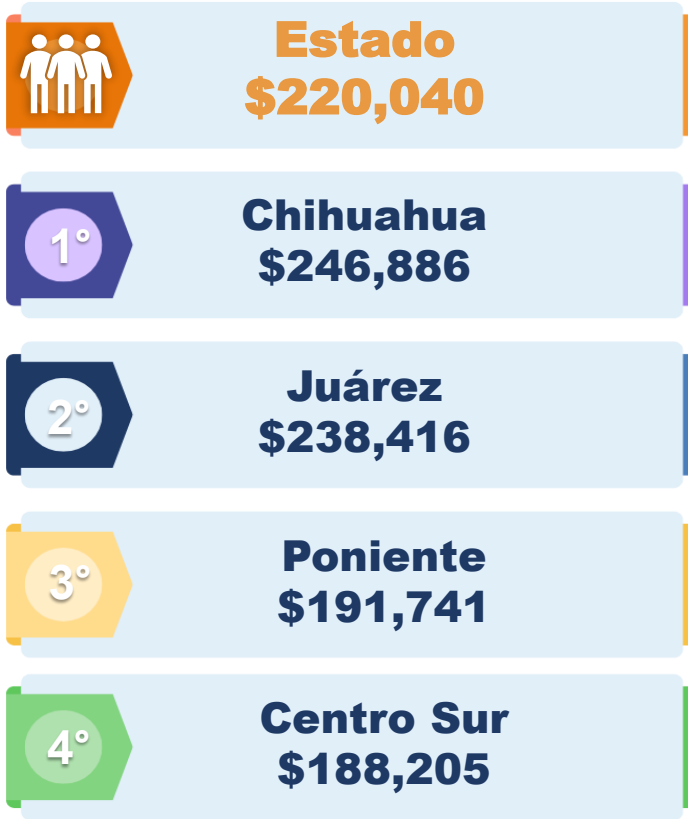 Estado
$220,040
1°
Chihuahua
$246,886
2°
Juárez
$238,416
3°
Poniente
$191,741
4°
Centro Sur
$188,205